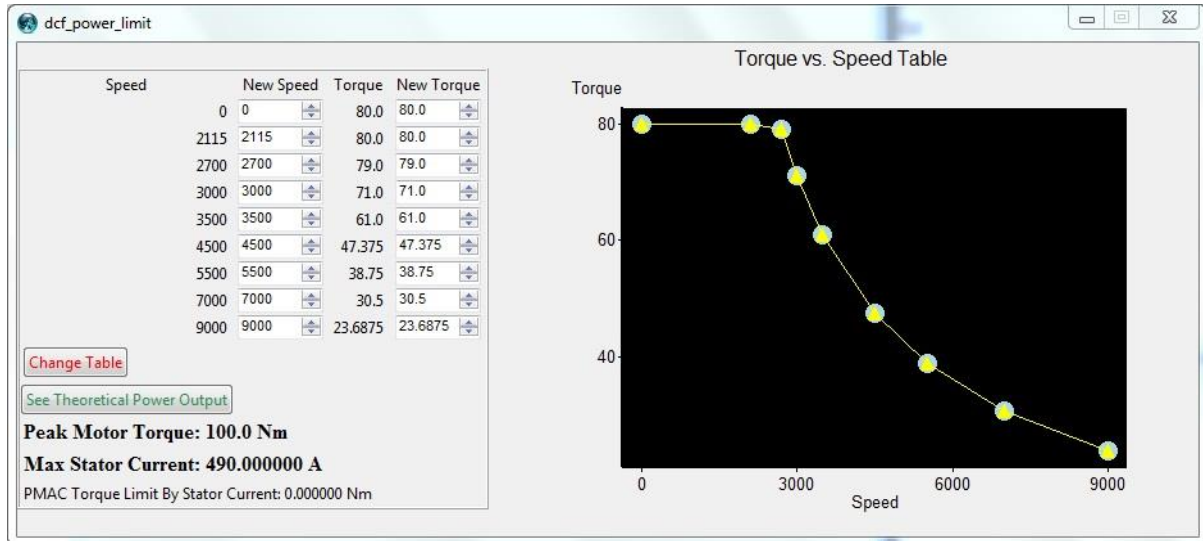 dcf_power_limit
Speed New Speed Torque New Torque
0 0 80.0 80.0
2115 2115 80.0 80.0
2700 2700 79.0 79.0
3000 3000 71.0 71.0
3500 3500 61.0 61.0
4500 4500 47.375 47.375
5500 5500 38.75 38.75
7000 7000 30.5 30.5
9000 9000 23.6875 23.6875
Change Table
See Theoretical Power Output
Peak Motor Torque: 100.0 Nm
Max Stator Current: 490.000000 A
PMAC Torque Limit By Stator Current: 0.000000 Nm
Torque vs. Speed Table
Torque
80
60
40
0 3000 6000 9000
Speed